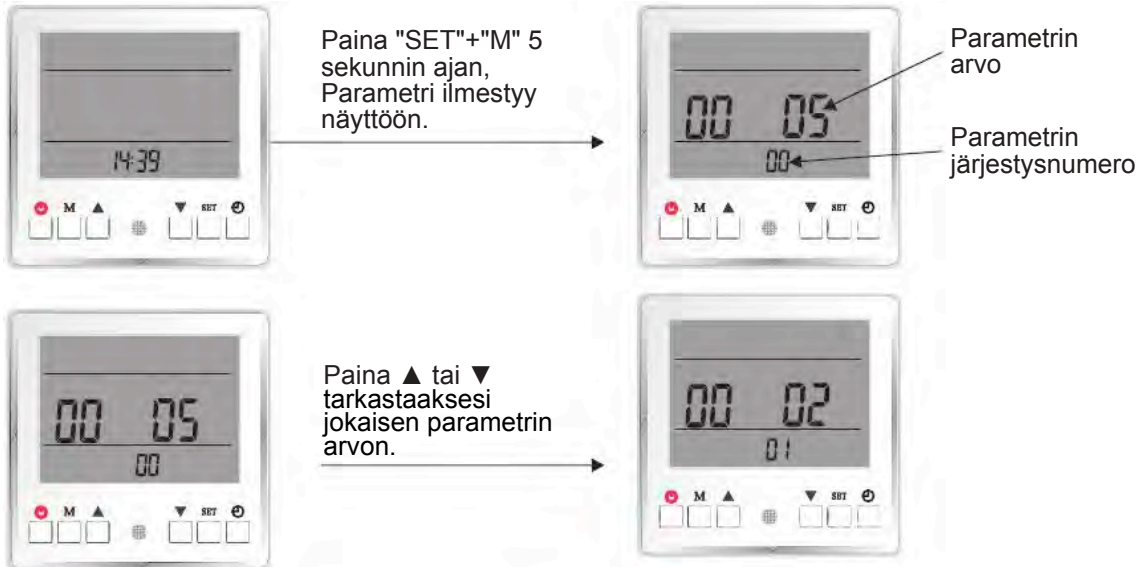 Paina "SET"+"M" 5
sekunnin ajan,
Parametri ilmestyy
näyttöön.
Parametrin
arvo
00 05
Parametrin
järjestysnumero
00
14:39
M ▲ ▼ SET
M ▲ ▼ SET
Paina ▲ tai ▼
tarkastaaksesi
jokaisen parametrin
arvon.
00 05
00
00 02
01
M ▲ ▼ SET
M ▲ ▼ SET